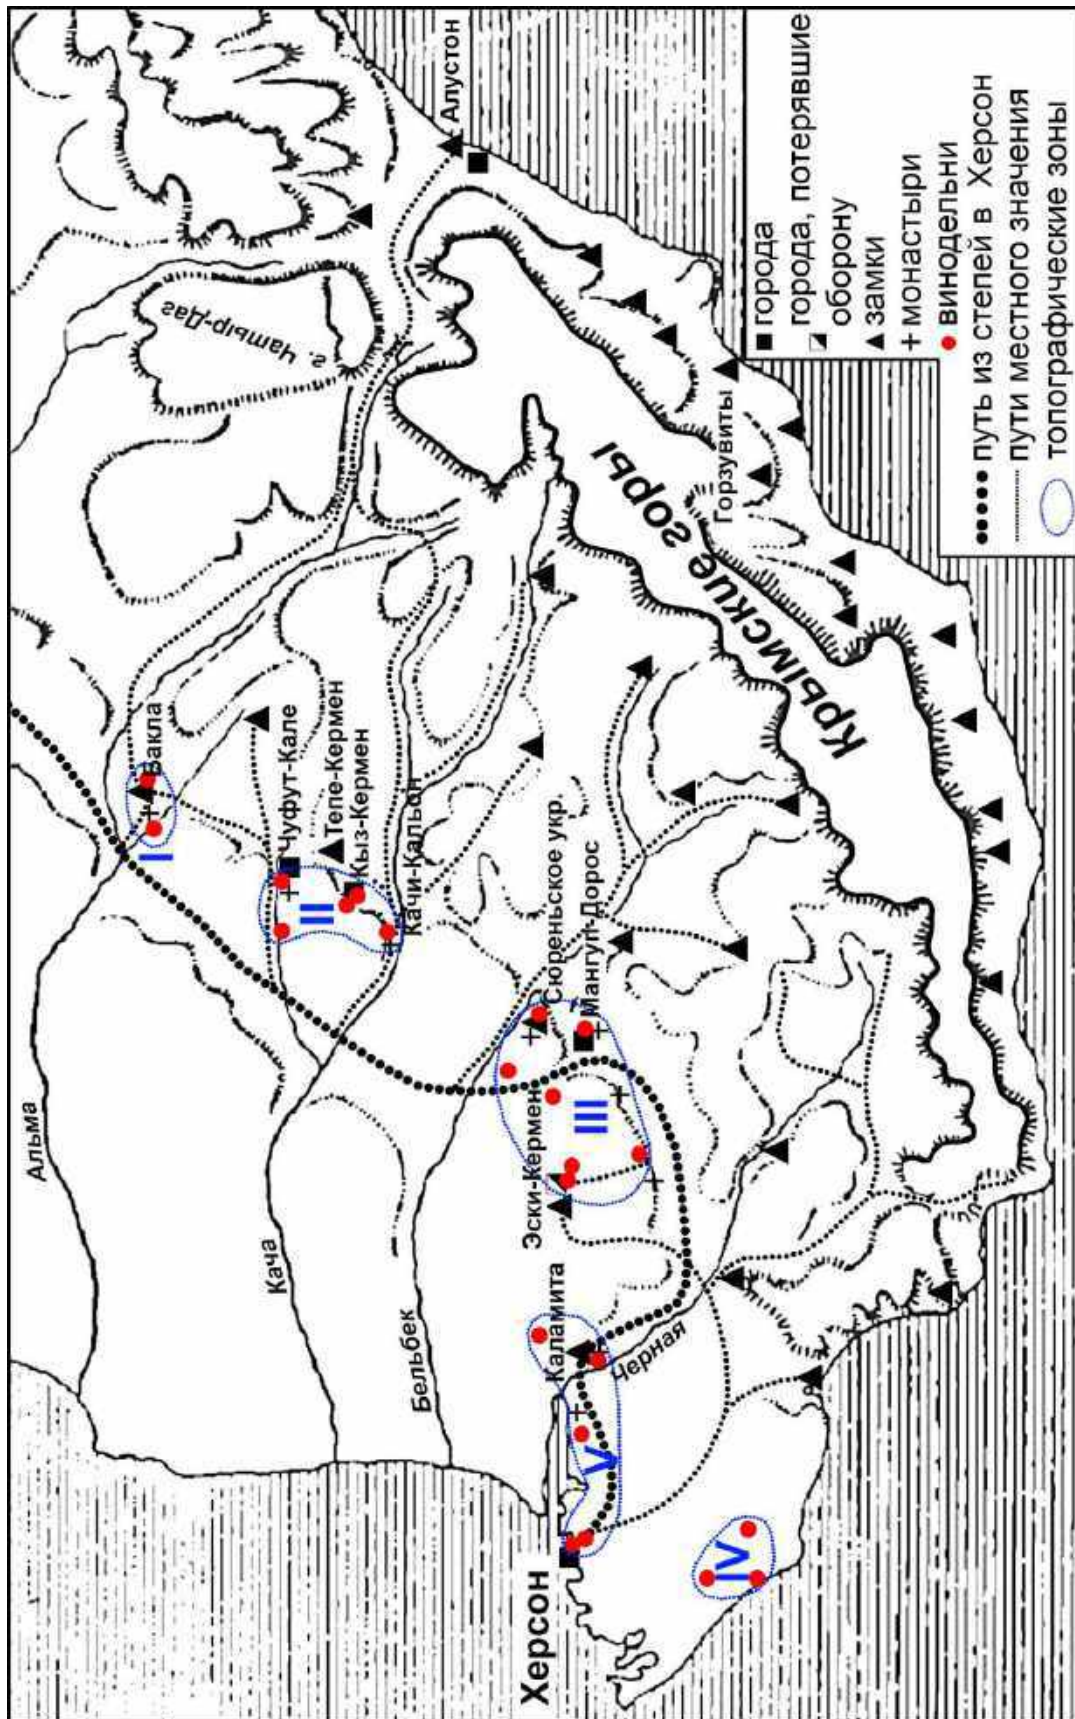 Альма
Кача
Бельбек
Черная
Херсон
Каламита
Эски-Кермен
Мангуп-Дорос
Сюреньское укр.
Качи-Кальон
Кыз-Кермен
Тепе-Кермен
Чуфут-Кале
Бакла
г. Чатыр-Даг
Алустон
Горзувиты
Крымские горы
I
II
III
IV
V
города
города, потерявшие
оборону
замки
монастыри
винодельни
путь из степей в Херсон
пути местного значения
топографические зоны